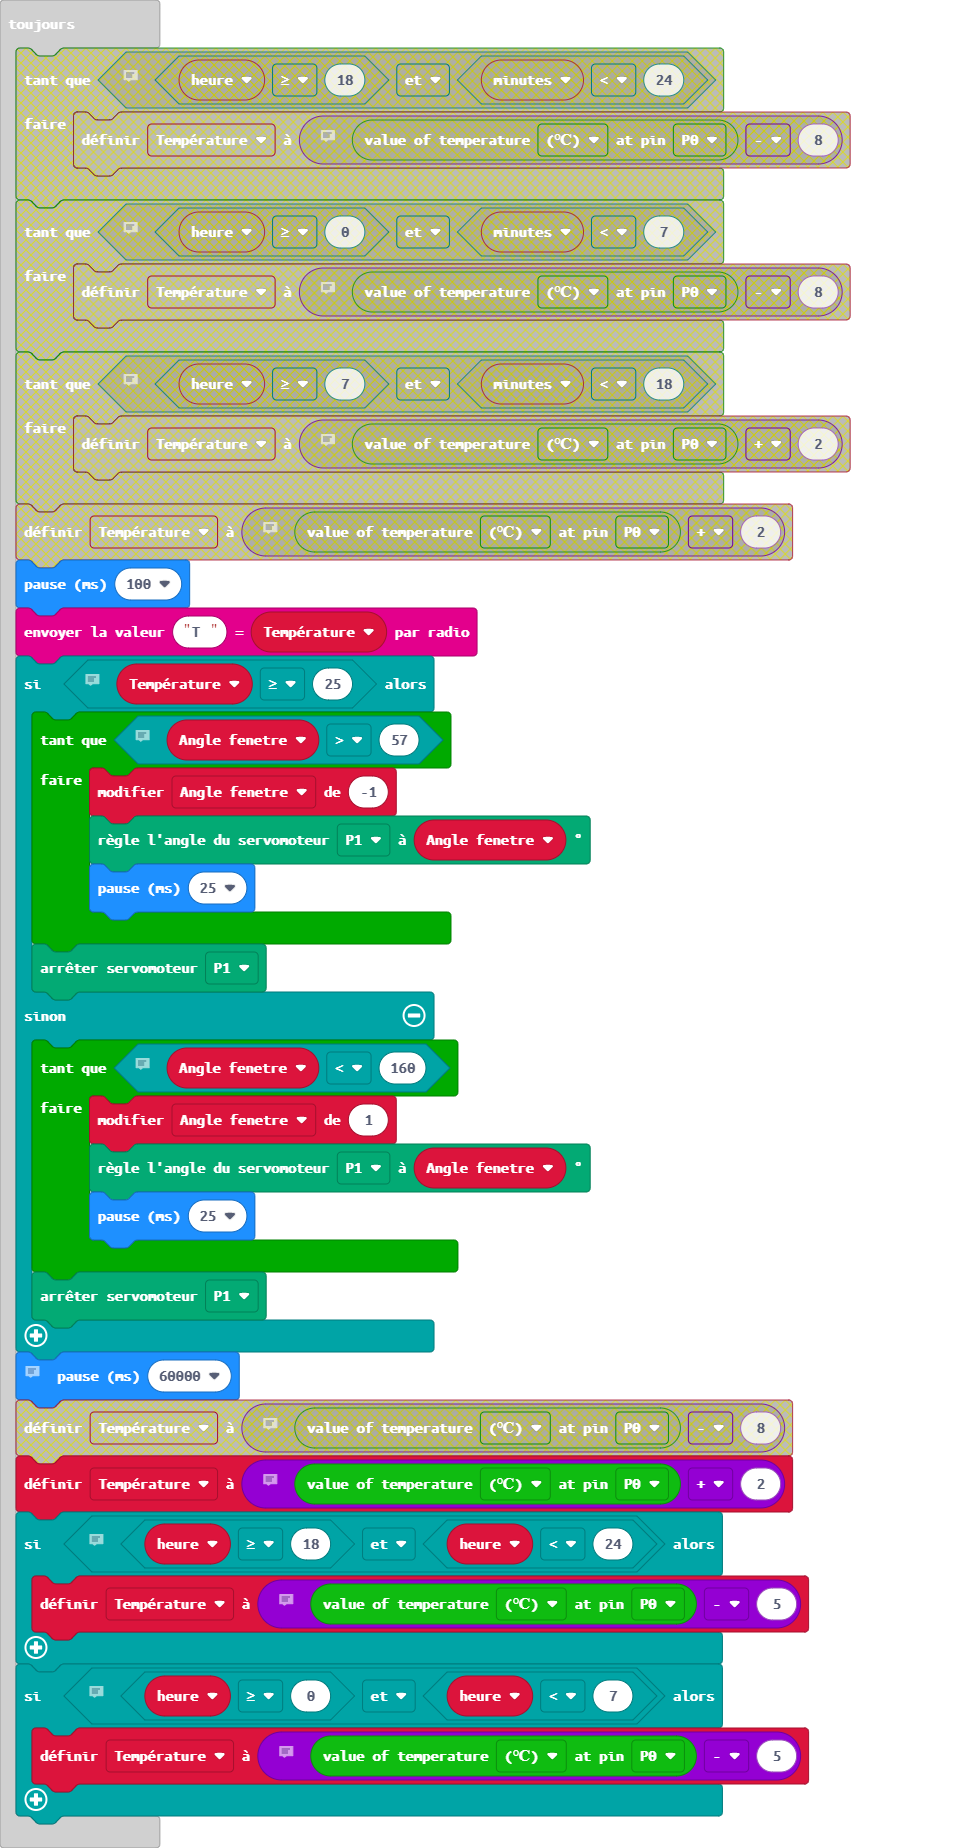 toujours
tant que heure ≥ 18 et minutes < 24
faire
définir Température à value of temperature (℃) at pin P0 - 8
tant que heure ≥ 0 et minutes < 7
faire
définir Température à value of temperature (℃) at pin P0 - 8
tant que heure ≥ 7 et minutes < 18
faire
définir Température à value of temperature (℃) at pin P0 + 2
définir Température à value of temperature (℃) at pin P0 + 2
pause (ms) 100
envoyer la valeur "T " = Température par radio
si Température ≥ 25 alors
tant que Angle fenetre > 57
faire
modifier Angle fenetre de -1
règle l'angle du servomoteur P1 à Angle fenetre °
pause (ms) 25
arrêter servomoteur P1
sinon
tant que Angle fenetre < 160
faire
modifier Angle fenetre de 1
règle l'angle du servomoteur P1 à Angle fenetre °
pause (ms) 25
arrêter servomoteur P1
pause (ms) 60000
définir Température à value of temperature (℃) at pin P0 - 8
définir Température à value of temperature (℃) at pin P0 + 2
si heure ≥ 18 et heure < 24 alors
définir Température à value of temperature (℃) at pin P0 - 5
si heure ≥ 0 et heure < 7 alors
définir Température à value of temperature (℃) at pin P0 - 5